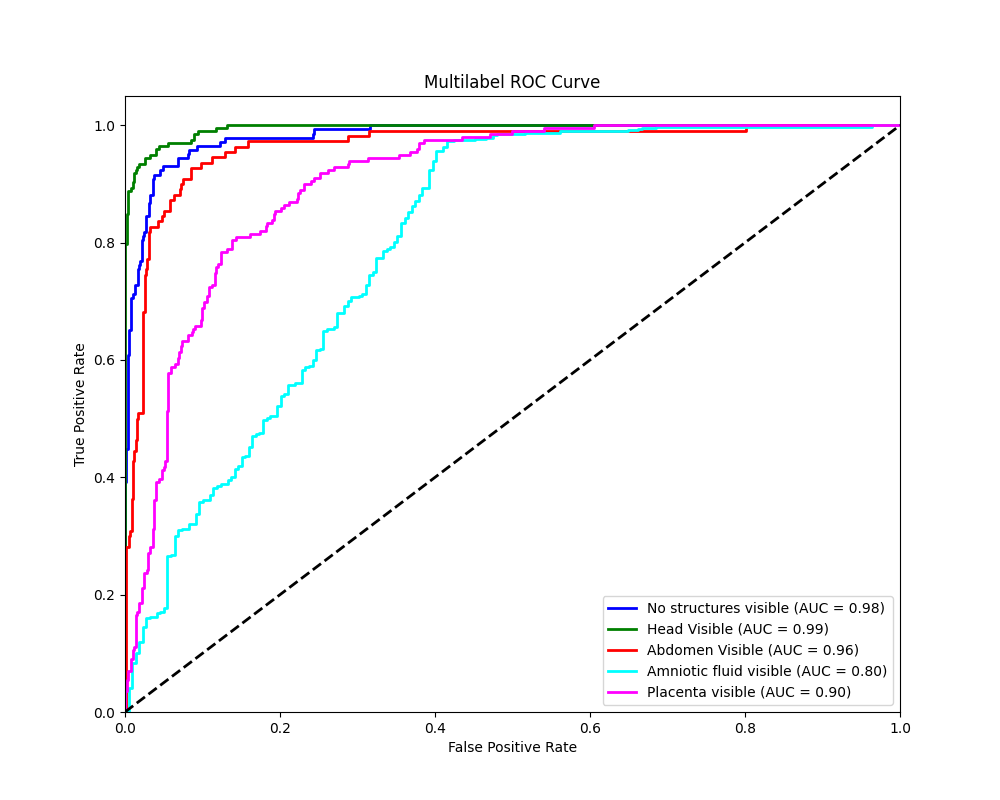 Multilabel ROC Curve
True Positive Rate
1.0
0.8
0.6
0.4
0.2
0.0
0.0 0.2 0.4 0.6 0.8 1.0
False Positive Rate
No structures visible (AUC = 0.98)
Head Visible (AUC = 0.99)
Abdomen Visible (AUC = 0.96)
Amniotic fluid visible (AUC = 0.80)
Placenta visible (AUC = 0.90)